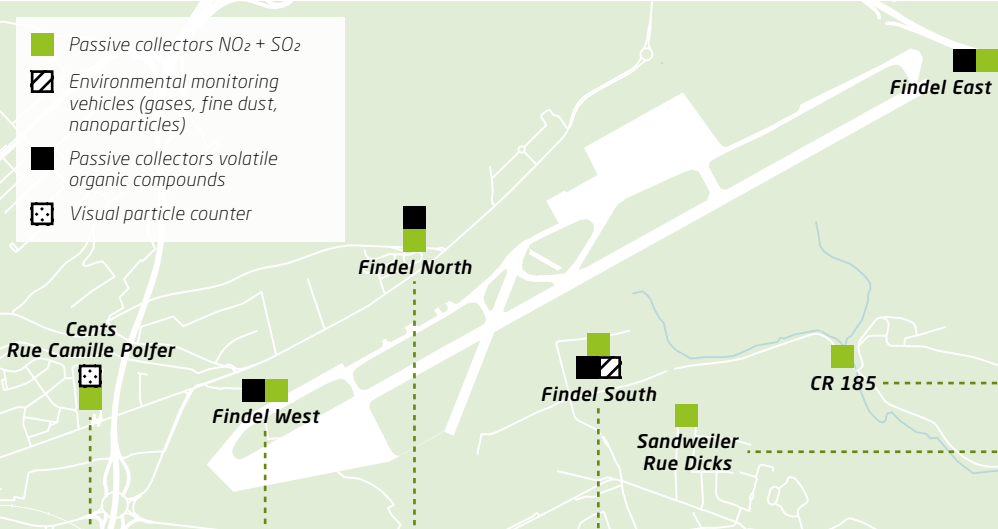 Passive collectors NO₂ + SO₂
Environmental monitoring
vehicles (gases, fine dust,
nanoparticles)
Passive collectors volatile
organic compounds
Visual particle counter
Findel East
Findel North
Cents
Rue Camille Polfer
Findel West
Findel South
CR 185
Sandweiler
Rue Dicks